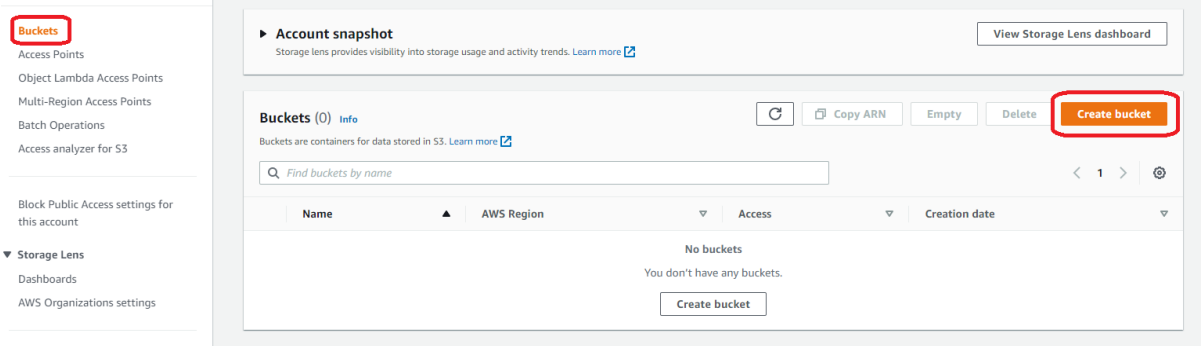 Buckets
Access Points
Object Lambda Access Points
Multi-Region Access Points
Batch Operations
Access analyzer for S3
Block Public Access settings for
this account
Storage Lens
Dashboards
AWS Organizations settings
Account snapshot
Storage lens provides visibility into storage usage and activity trends. Learn more
View Storage Lens dashboard
Buckets (0) Info
Copy ARN
Empty
Delete
Create bucket
Buckets are containers for data stored in S3. Learn more
Find buckets by name
1
Name
AWS Region
Access
Creation date
No buckets
You don't have any buckets.
Create bucket